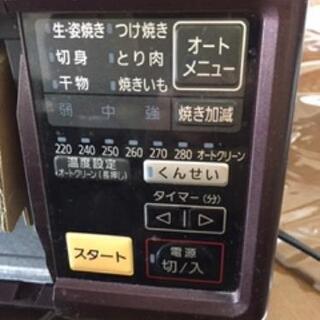 生・姿焼き つけ焼き
切身 とり肉
干物 焼きいも
オート
メニュー
弱 中 強 焼き加減
220 240 250 260 270 280 オートクリーン
温度設定
・オートクリーン(長押し)
くんせい
タイマー(分)
スタート
電源
切/入